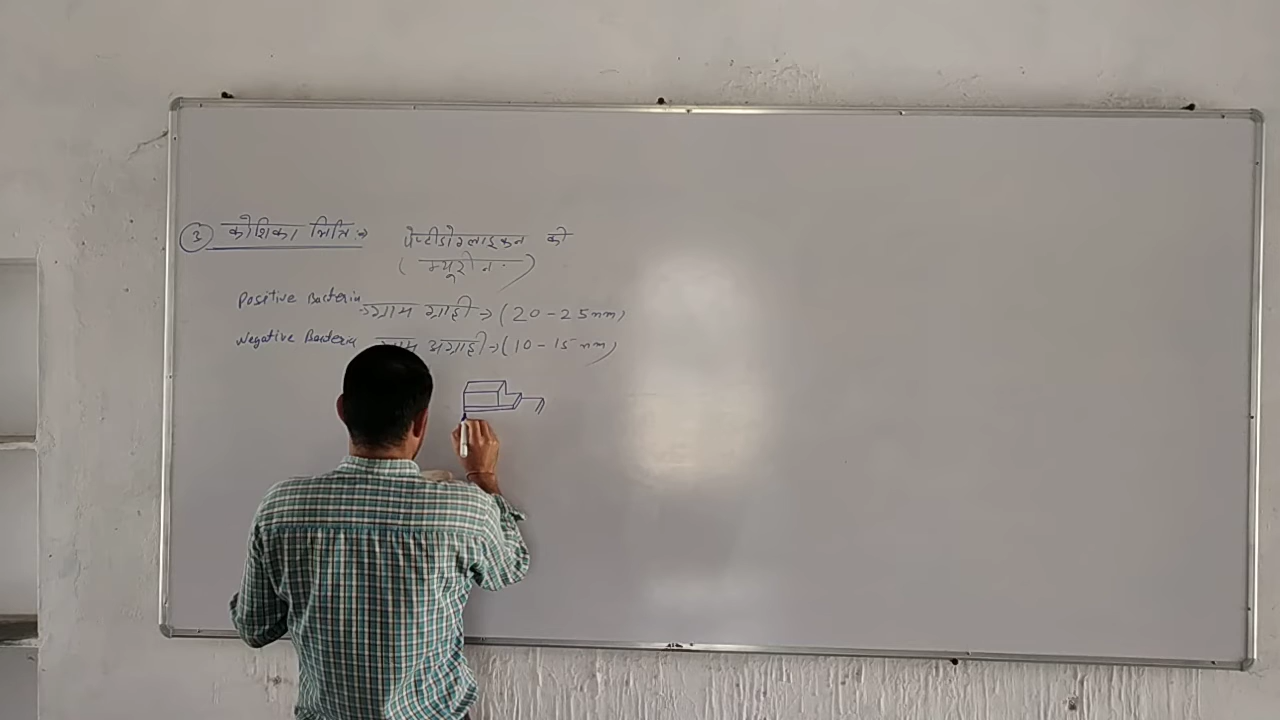 ③ कोशिका भित्ति :→ पेप्टीडोग्लाइकन की
( म्यूरीन )
Positive Bacteria →ग्राम ग्राही → (20-25nm)
Negative Bacteria ग्राम अग्राही → (10-15nm)